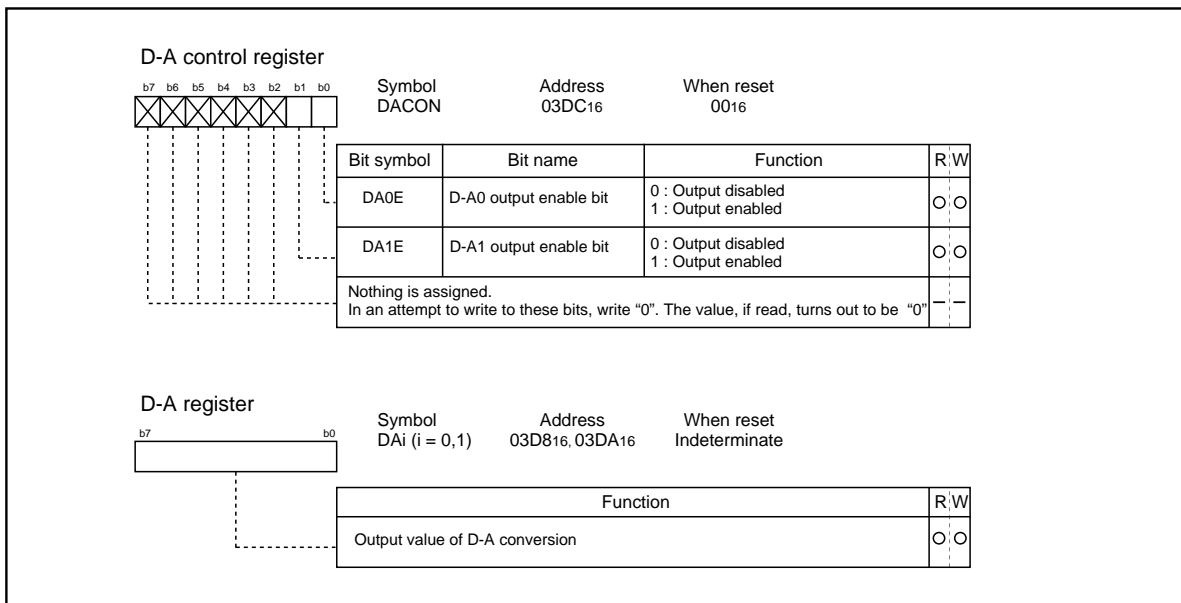 D-A control register
b7 b6 b5 b4 b3 b2 b1 b0
Symbol Address When reset
DACON 03DC16 0016
Bit symbol Bit name Function R W
DA0E D-A0 output enable bit 0 : Output disabled
1 : Output enabled
DA1E D-A1 output enable bit 0 : Output disabled
1 : Output enabled
Nothing is assigned.
In an attempt to write to these bits, write “0”. The value, if read, turns out to be “0”
D-A register
b7 b0
Symbol Address When reset
DAi (i = 0,1) 03D816, 03DA16 Indeterminate
Function R W
Output value of D-A conversion